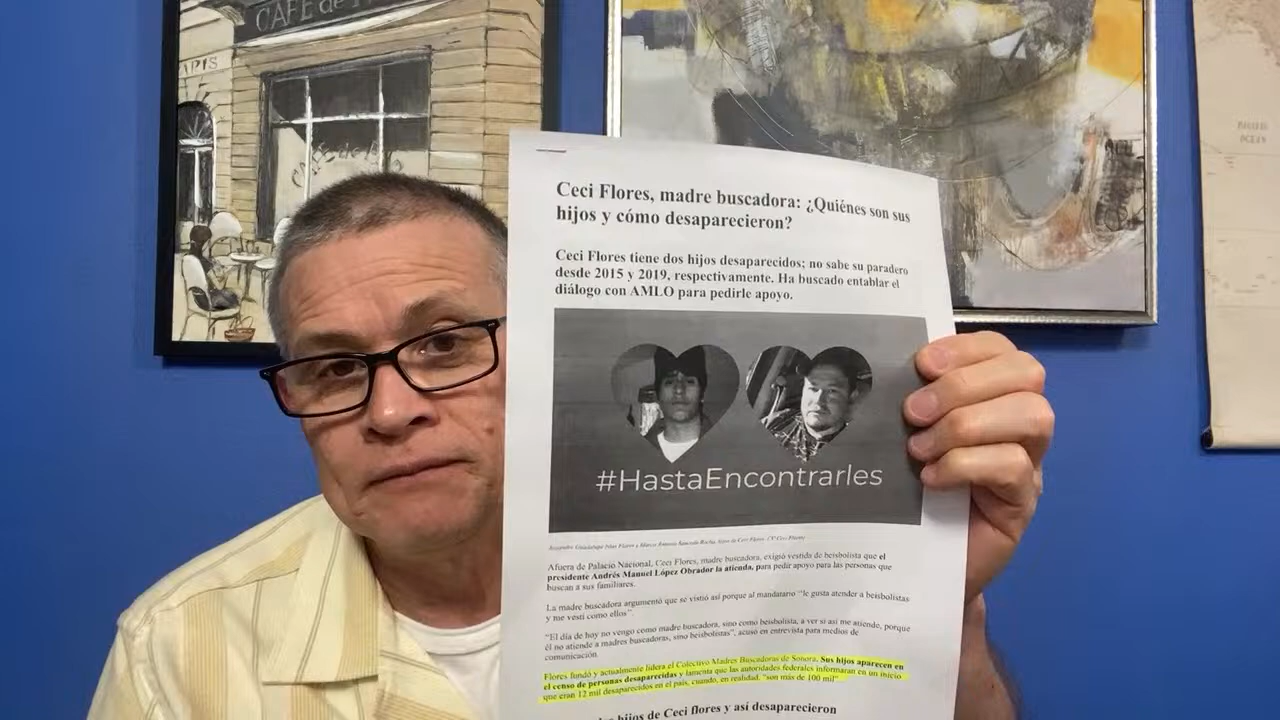 CAFE de
APIS
PACIFIC
OCEAN
Ceci Flores, madre buscadora: ¿Quiénes son sus
hijos y cómo desaparecieron?
Ceci Flores tiene dos hijos desaparecidos; no sabe su paradero
desde 2015 y 2019, respectivamente. Ha buscado entablar el
diálogo con AMLO para pedirle apoyo.
#HastaEncontrarles
Afuera de Palacio Nacional, Ceci Flores, madre buscadora, exigió vestida de beisbolista que el
presidente Andrés Manuel López Obrador la atienda, para pedir apoyo para las personas que
buscan a sus familiares.
La madre buscadora argumentó que se vistió así porque al mandatario "le gusta atender a beisbolistas
y me vestí como ellos".
"El día de hoy no vengo como madre buscadora, sino como beisbolista, a ver si así me atiende, porque
él no atiende a madres buscadoras, sino beisbolistas", acusó en entrevista para medios de
comunicación.
Flores fundó y actualmente lidera el Colectivo Madres Buscadoras de Sonora. Sus hijos aparecen en
el censo de personas desaparecidas y lamenta que las autoridades federales informaran en un inicio
que eran 12 mil desaparecidos en el país, cuando, en realidad, "son más de 100 mil".
hijos de Ceci flores y así desaparecieron